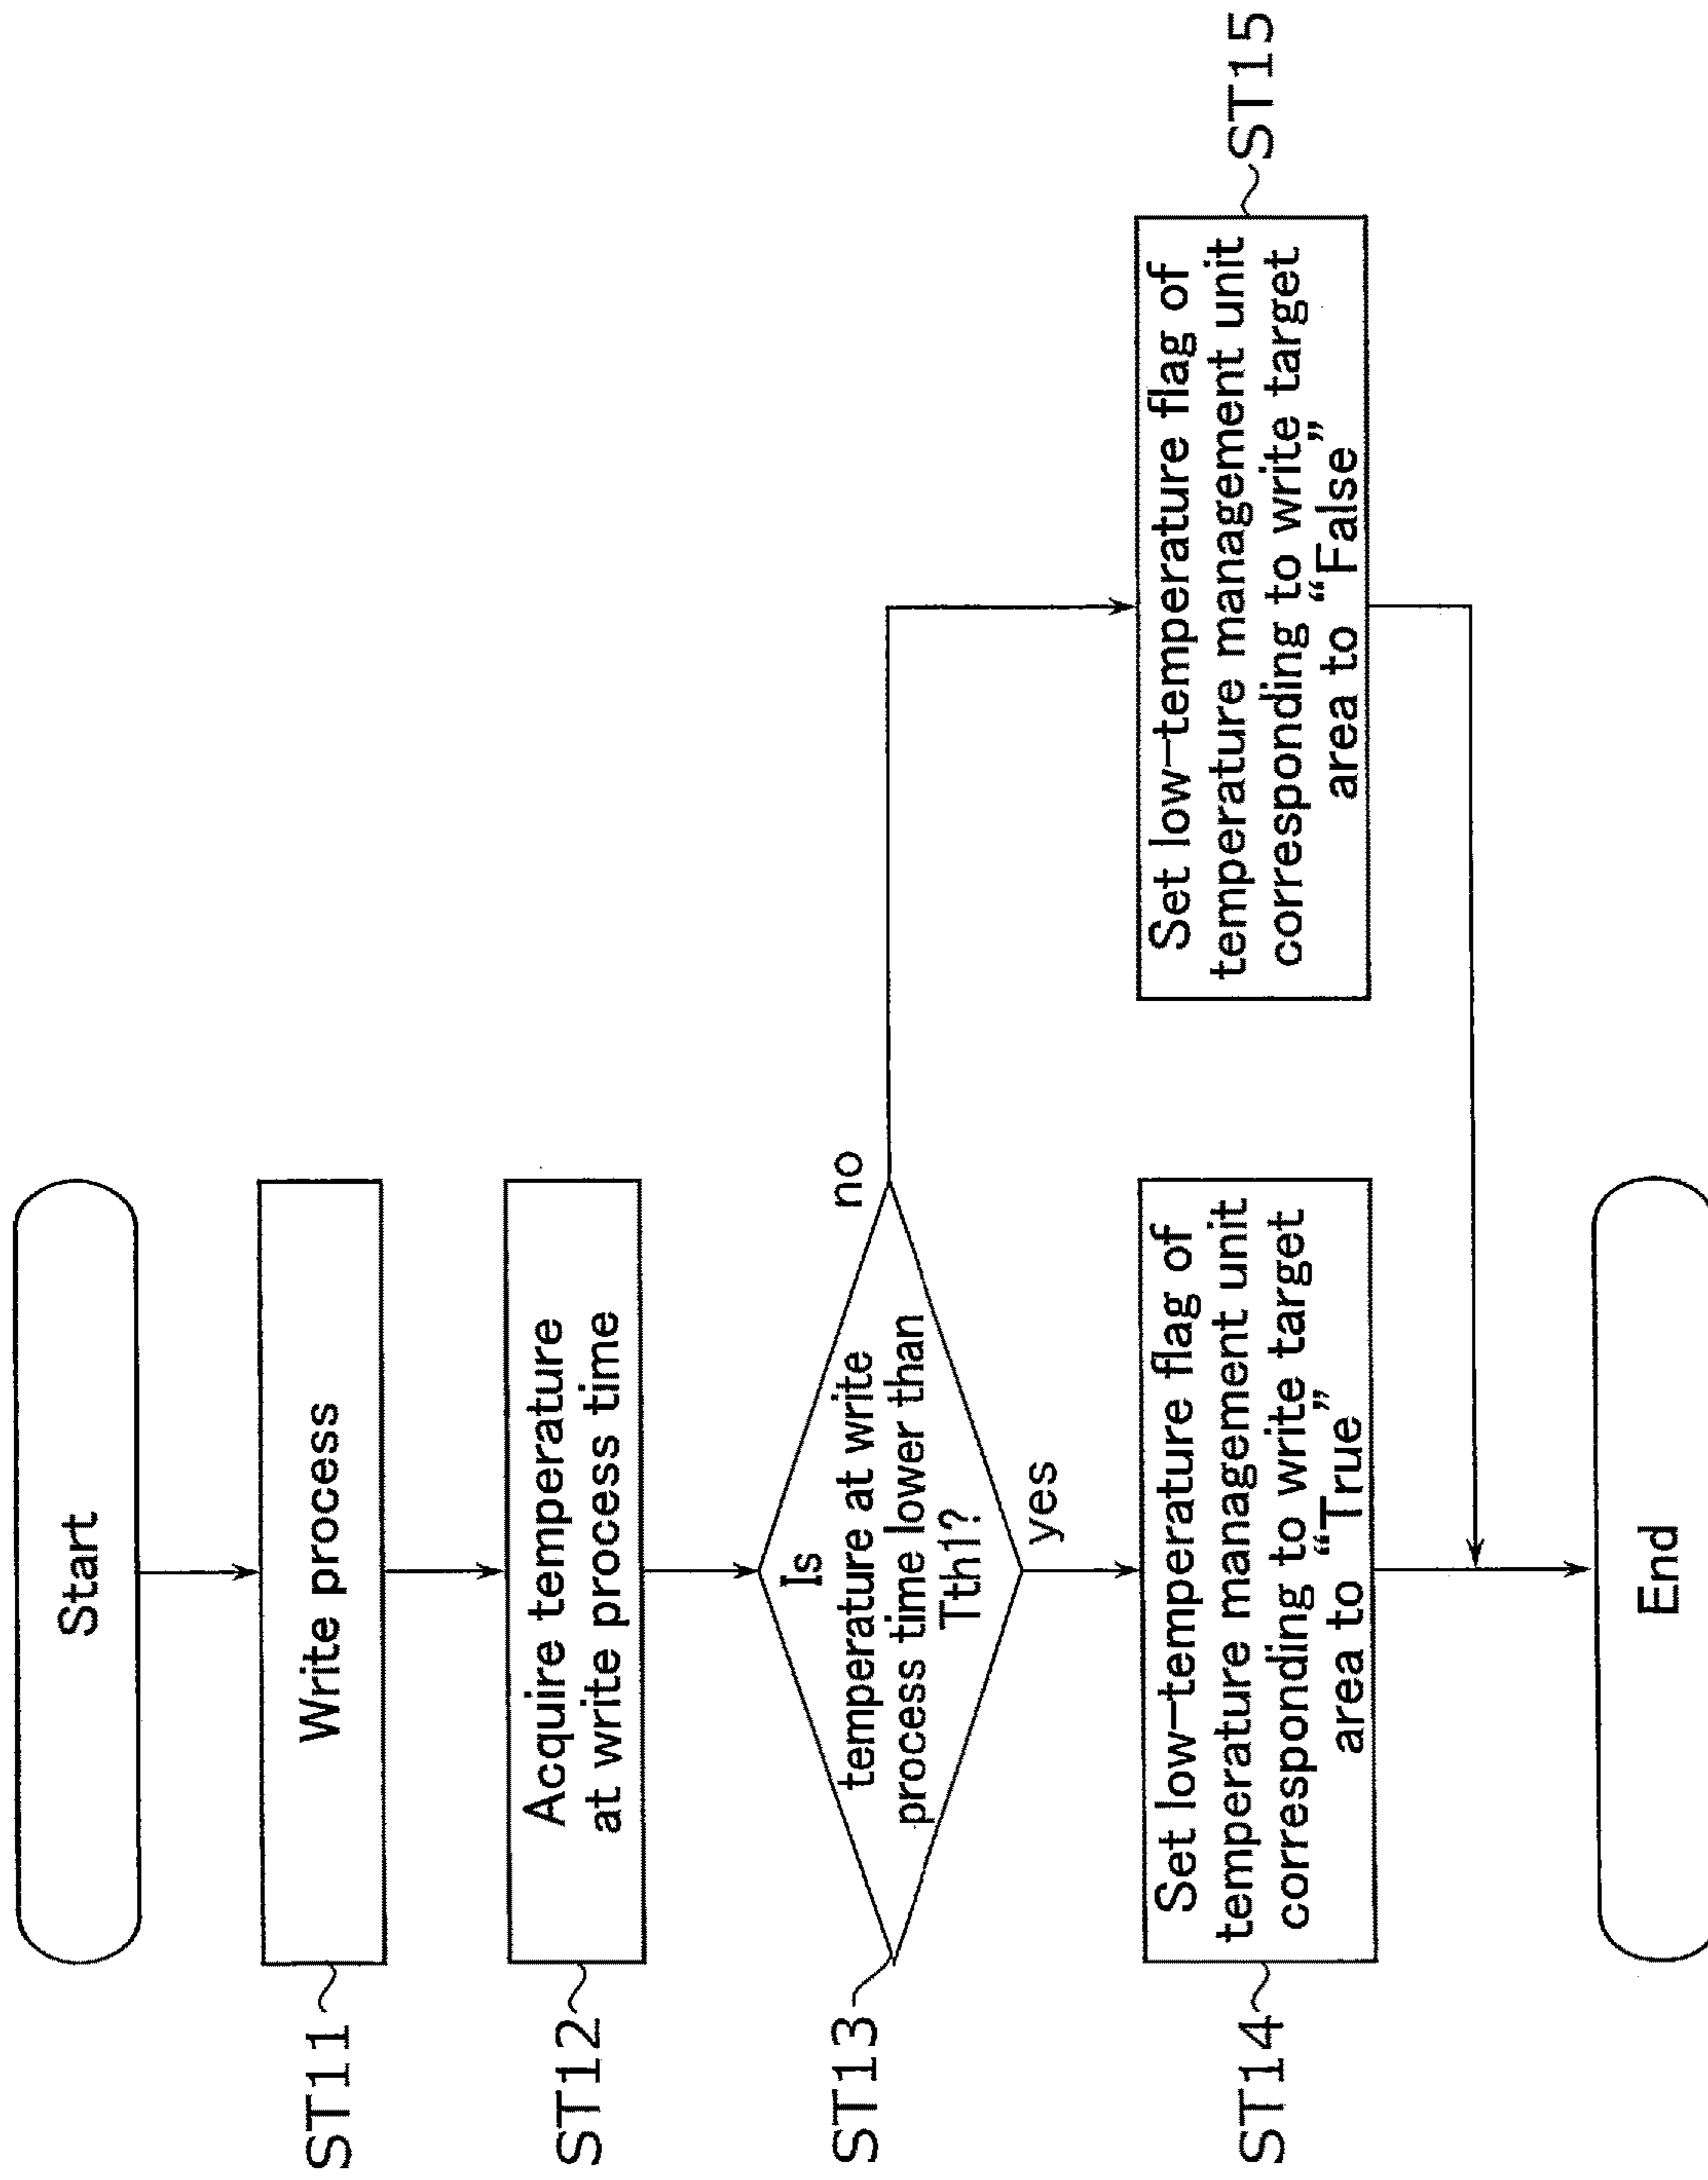 Start
ST11
Write process
ST12
Acquire temperature
at write process time
ST13
Is
temperature at write
process time lower than
Tth1?
no
yes
ST14
Set low-temperature flag of
temperature management unit
corresponding to write target
area to “True”
Set low-temperature flag of
temperature management unit
corresponding to write target
area to “False”
ST15
End